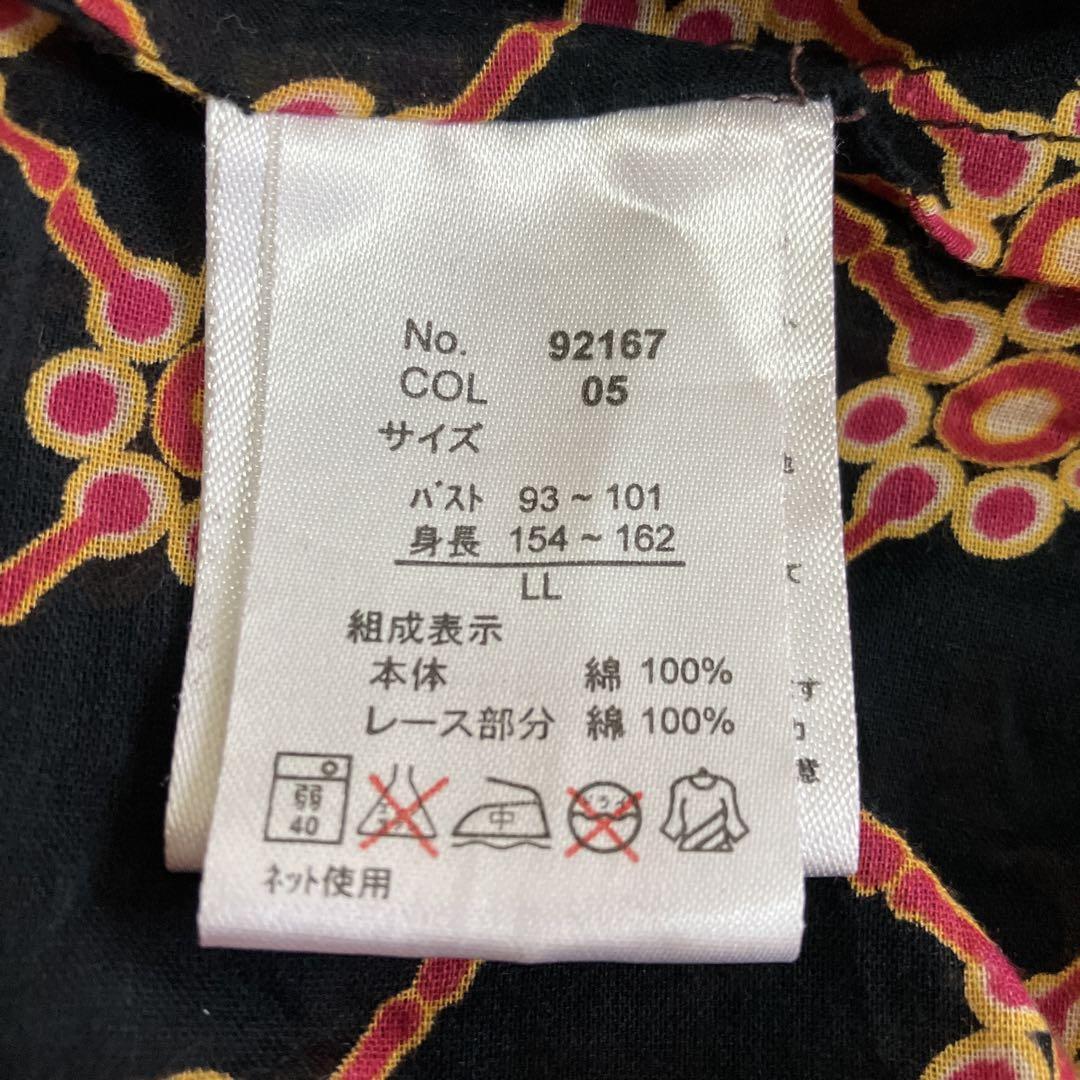 No. 92167
COL 05
サイズ
バスト 93 ~ 101
身長 154 ~ 162
LL
組成表示
本体 綿 100%
レース部分 綿 100%
弱
40
中
ネット使用
て
す